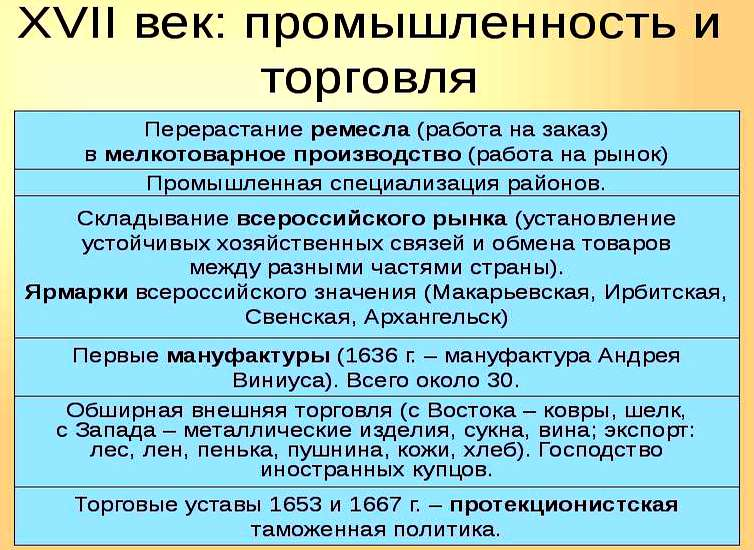 XVII век: промышленность и
торговля
Перерастание ремесла (работа на заказ)
в мелкотоварное производство (работа на рынок)
Промышленная специализация районов.
Складывание всероссийского рынка (установление
устойчивых хозяйственных связей и обмена товаров
между разными частями страны).
Ярмарки всероссийского значения (Макарьевская, Ирбитская,
Свенская, Архангельск)
Первые мануфактуры (1636 г. – мануфактура Андрея
Виниуса). Всего около 30.
Обширная внешняя торговля (с Востока – ковры, шелк,
с Запада – металлические изделия, сукна, вина; экспорт:
лес, лен, пенька, пушнина, кожи, хлеб). Господство
иностранных купцов.
Торговые уставы 1653 и 1667 г. – протекционистская
таможенная политика.